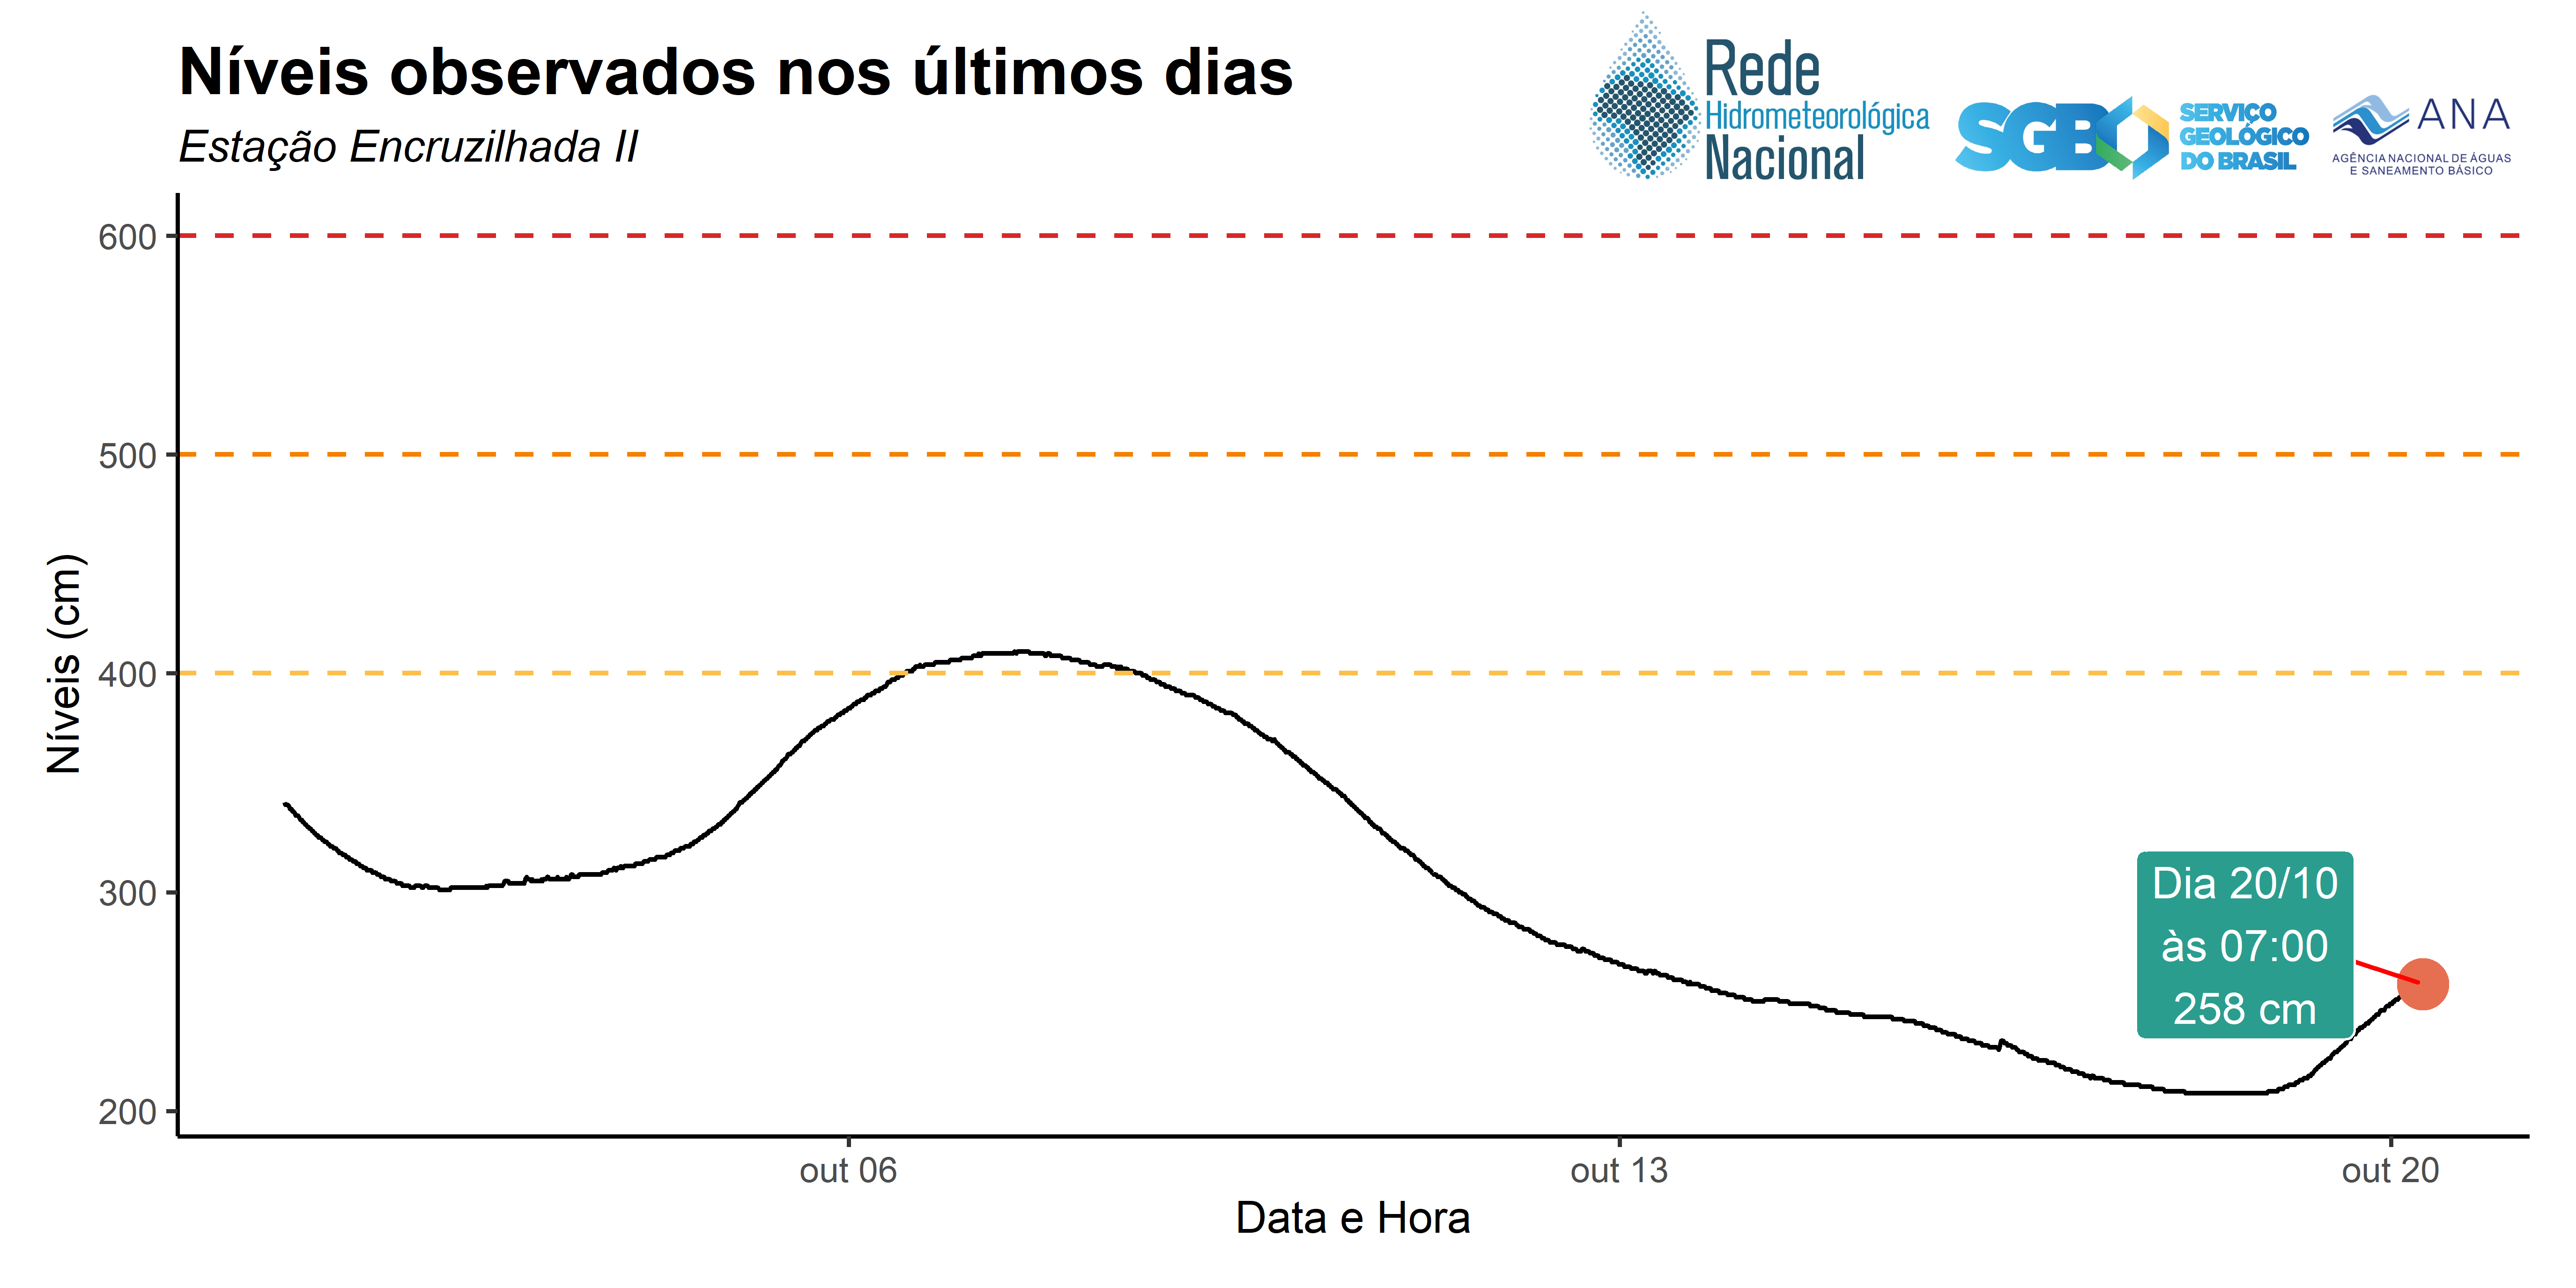 Níveis observados nos últimos dias
Estação Encruzilhada II
Rede
Hidrometeorológica
Nacional
SGB
SERVIÇO
GEOLÓGICO
DO BRASIL
ANA
AGÊNCIA NACIONAL DE ÁGUAS
E SANEAMENTO BÁSICO
Níveis (cm)
600
500
400
300
200
Dia 20/10
às 07:00
258 cm
out 06
out 13
out 20
Data e Hora